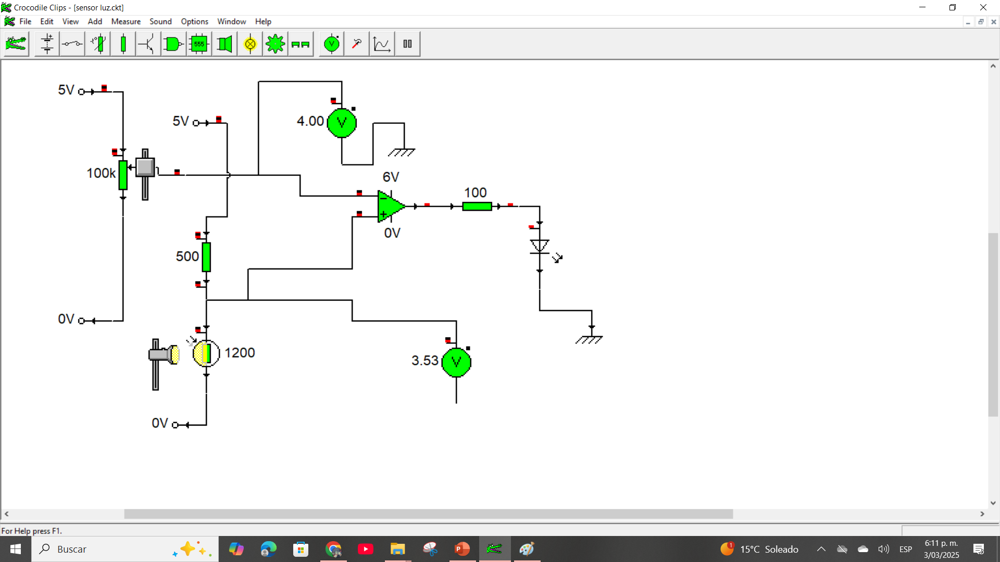 Crocodile Clips - [sensor luz.ckt]
File Edit View Add Measure Sound Options Window Help
555
V
5V
5V
4.00
V
100k
6V
100
−
+
0V
500
0V
1200
3.53
V
0V
For Help press F1.
Buscar
P
1
15°C Soleado
ESP
6:11 p. m.
3/03/2025